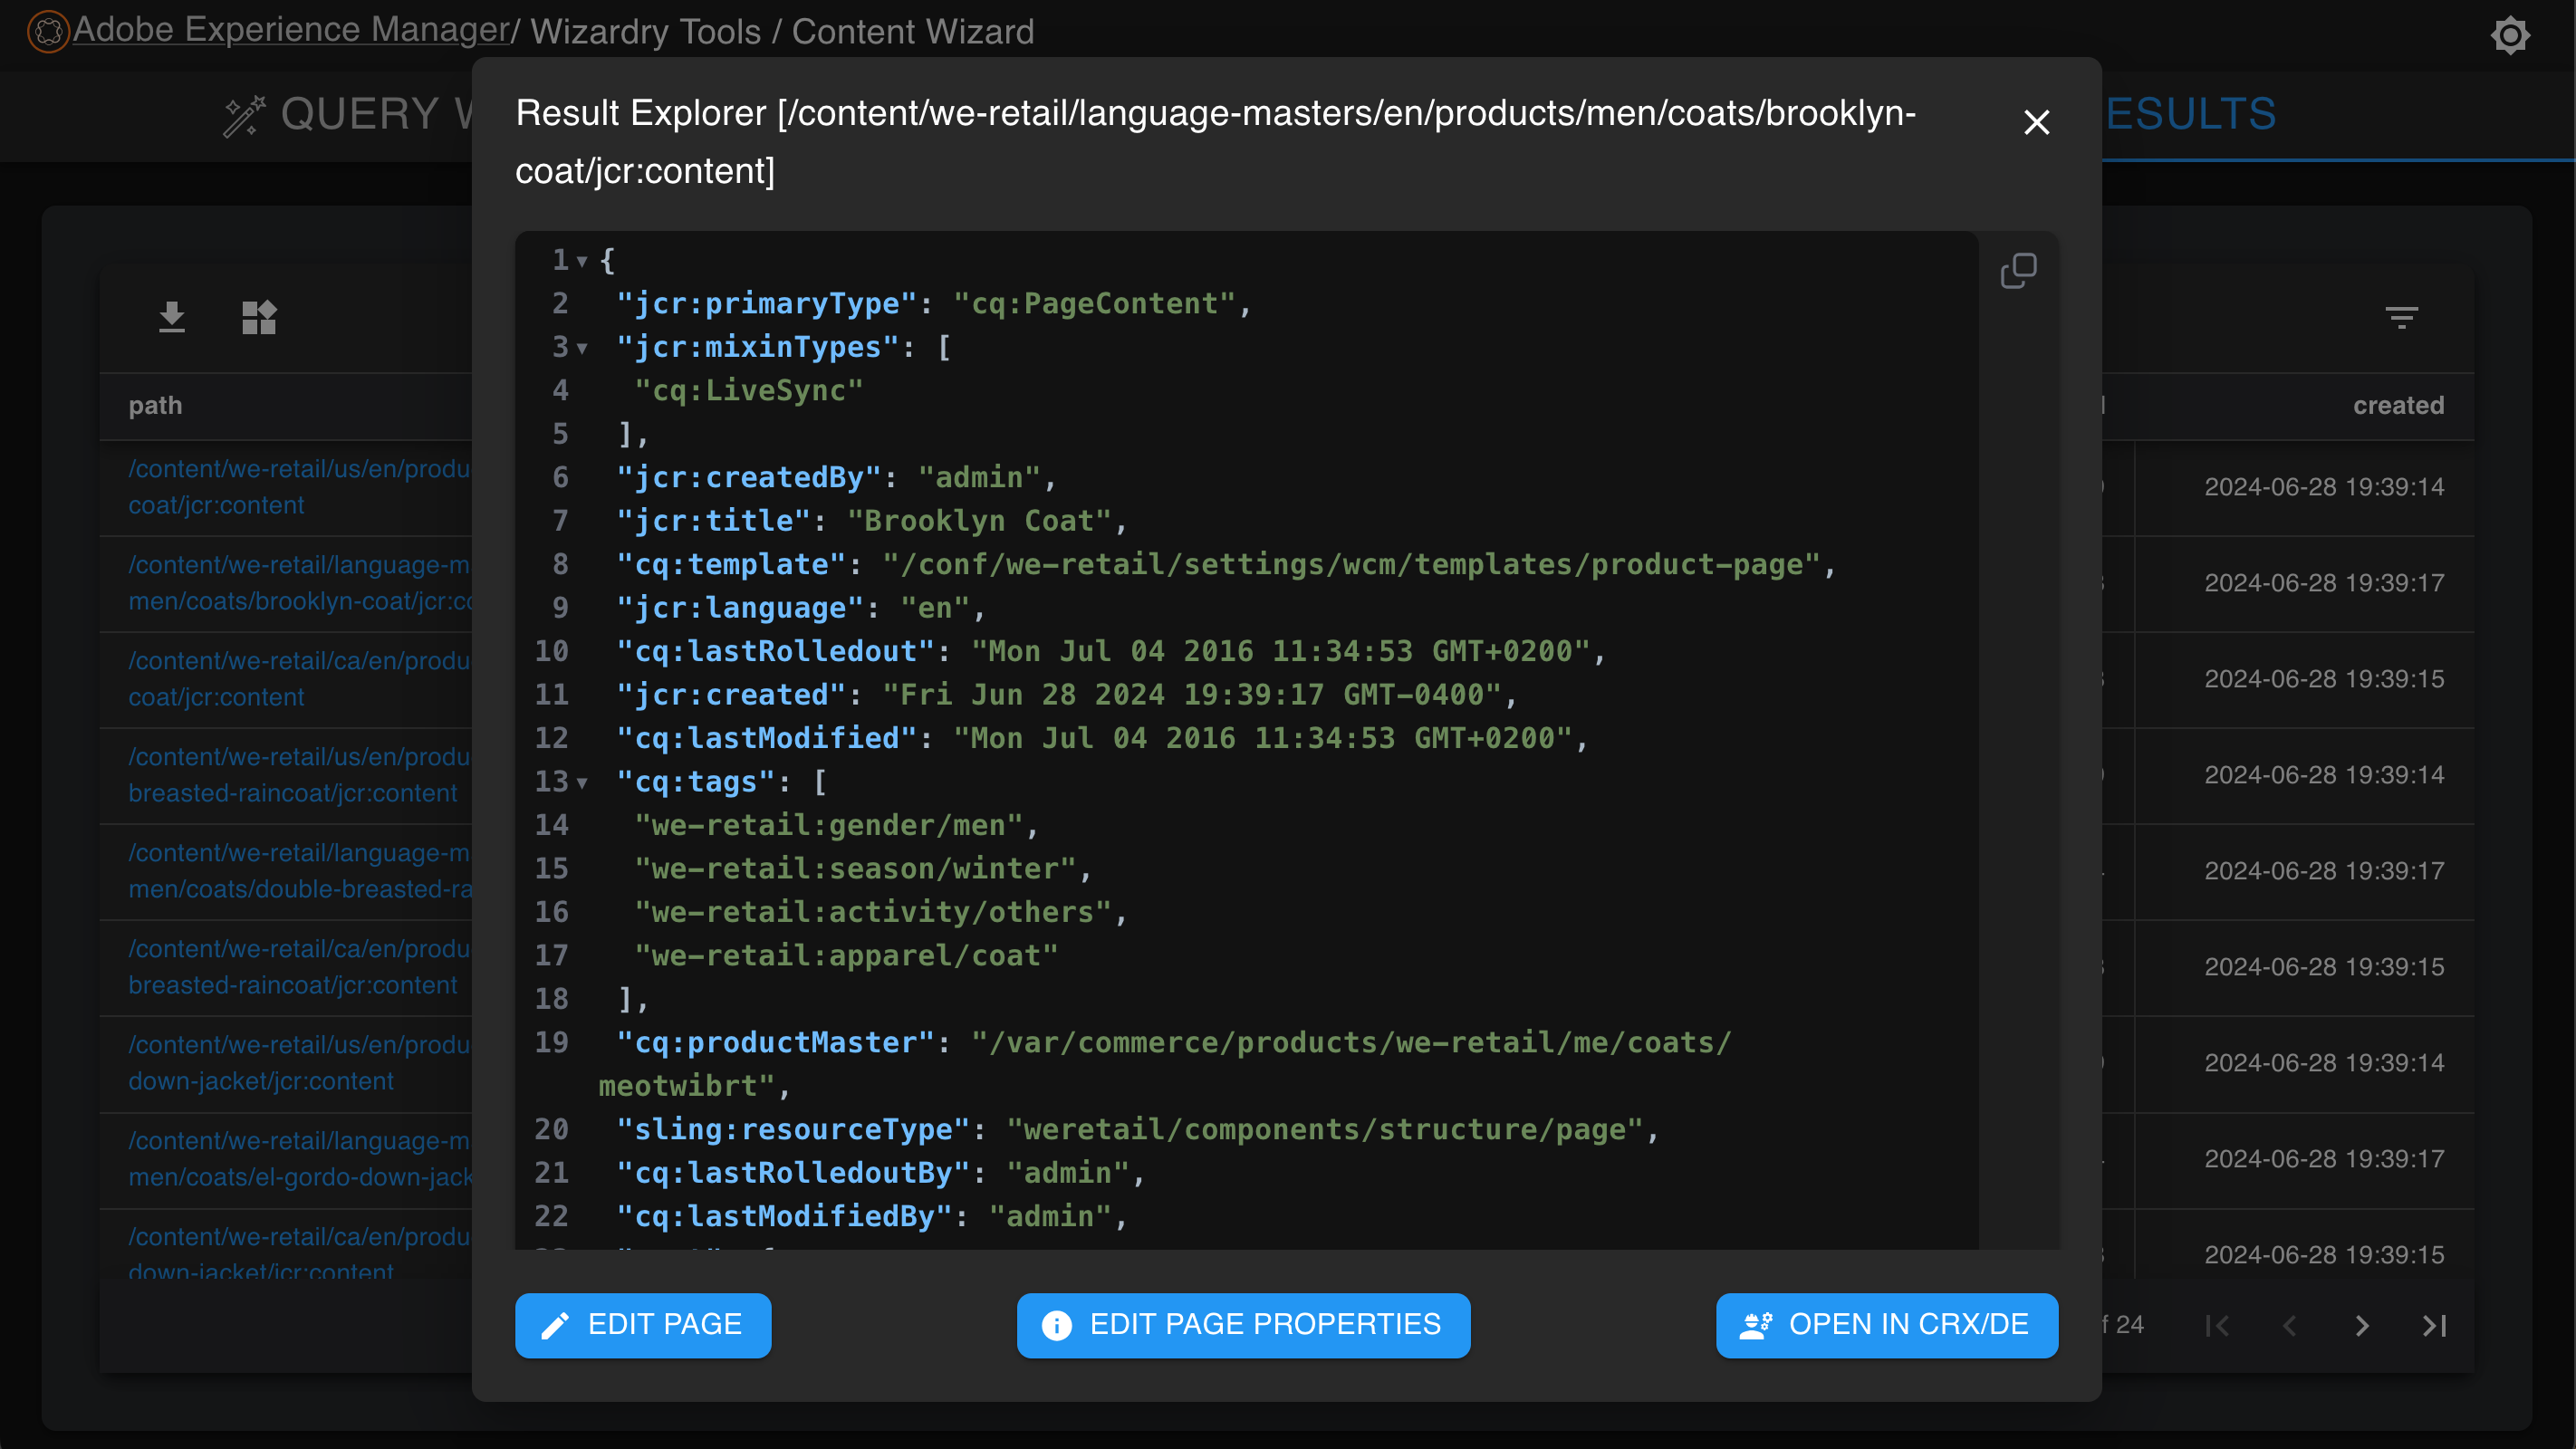 Adobe Experience Manager/ Wizardry Tools / Content Wizard
QUERY
ESULTS
Result Explorer [/content/we-retail/language-masters/en/products/men/coats/brooklyn-
coat/jcr:content]
path
created
/content/we-retail/us/en/produ
coat/jcr:content
2024-06-28 19:39:14
/content/we-retail/language-m
men/coats/brooklyn-coat/jcr:co
2024-06-28 19:39:17
/content/we-retail/ca/en/produ
coat/jcr:content
2024-06-28 19:39:15
/content/we-retail/us/en/produ
breasted-raincoat/jcr:content
2024-06-28 19:39:14
/content/we-retail/language-m
men/coats/double-breasted-ra
2024-06-28 19:39:17
/content/we-retail/ca/en/produ
breasted-raincoat/jcr:content
2024-06-28 19:39:15
/content/we-retail/us/en/produ
down-jacket/jcr:content
2024-06-28 19:39:14
/content/we-retail/language-m
men/coats/el-gordo-down-jack
2024-06-28 19:39:17
/content/we-retail/ca/en/produ
down-jacket/jcr:content
2024-06-28 19:39:15
1 {
2 "jcr:primaryType": "cq:PageContent",
3 "jcr:mixinTypes": [
4 "cq:LiveSync"
5 ],
6 "jcr:createdBy": "admin",
7 "jcr:title": "Brooklyn Coat",
8 "cq:template": "/conf/we-retail/settings/wcm/templates/product-page",
9 "jcr:language": "en",
10 "cq:lastRolledout": "Mon Jul 04 2016 11:34:53 GMT+0200",
11 "jcr:created": "Fri Jun 28 2024 19:39:17 GMT-0400",
12 "cq:lastModified": "Mon Jul 04 2016 11:34:53 GMT+0200",
13 "cq:tags": [
14 "we-retail:gender/men",
15 "we-retail:season/winter",
16 "we-retail:activity/others",
17 "we-retail:apparel/coat"
18 ],
19 "cq:productMaster": "/var/commerce/products/we-retail/me/coats/
meotwibrt",
20 "sling:resourceType": "weretail/components/structure/page",
21 "cq:lastRolledoutBy": "admin",
22 "cq:lastModifiedBy": "admin",
EDIT PAGE
EDIT PAGE PROPERTIES
OPEN IN CRX/DE
f 24